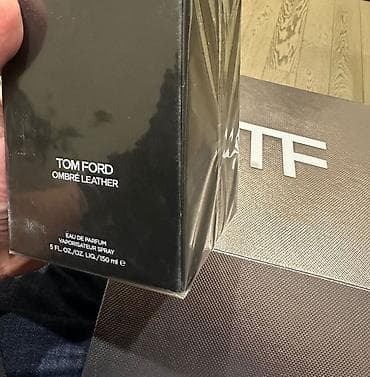 TOM FORD
OMBRÉ LEATHER
EAU DE PARFUM
VAPORISATEUR SPRAY
5 FL. OZ./OZ. LIQ./150 ml ℮
TF